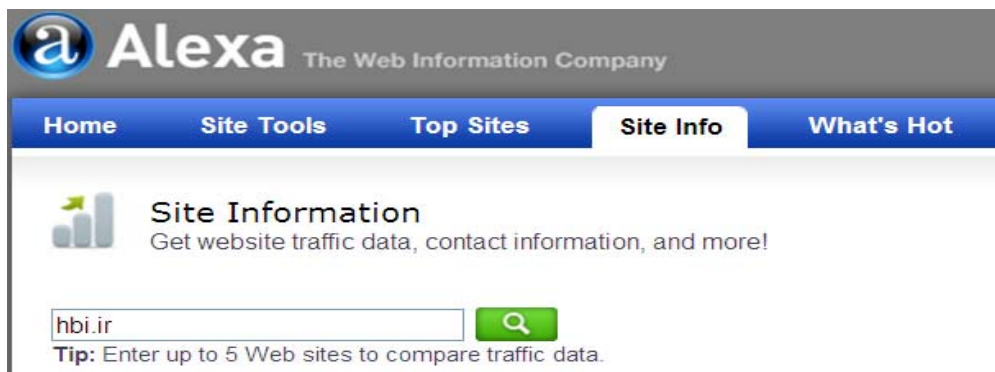 a Alexa The Web Information Company
Home Site Tools Top Sites Site Info What's Hot
Site Information
Get website traffic data, contact information, and more!
hbi.ir
Tip: Enter up to 5 Web sites to compare traffic data.